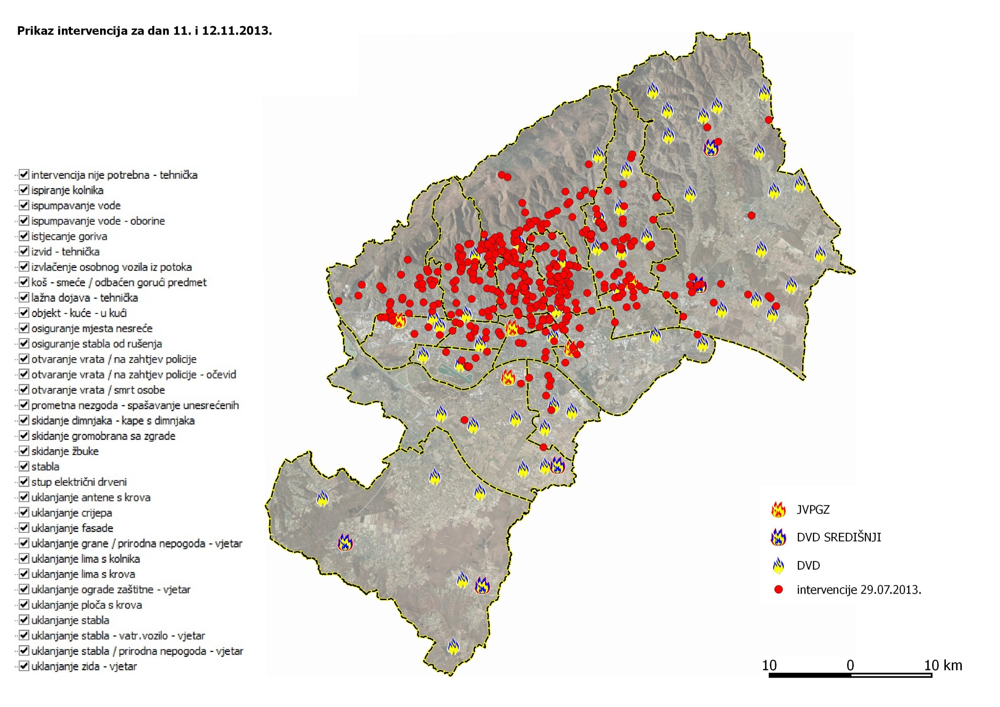 Prikaz intervencija za dan 11. i 12.11.2013.
intervencija nije potrebna - tehnička
ispiranje kolnika
ispumpavanje vode
ispumpavanje vode - oborine
istjecanje goriva
izvid - tehnička
izvlačenje osobnog vozila iz potoka
koš - smeće / odbaćen gorući predmet
lažna dojava - tehnička
objekt - kuće - u kući
osiguranje mjesta nesreće
osiguranje stabla od rušenja
otvaranje vrata / na zahtjev policije
otvaranje vrata / na zahtjev policije - očevid
otvaranje vrata / smrt osobe
prometna nezgoda - spašavanje unesrećenih
skidanje dimnjaka - kape s dimnjaka
skidanje gromobrana sa zgrade
skidanje žbuke
stabla
stup električni drveni
uklanjanje antene s krova
uklanjanje crijepa
uklanjanje fasade
uklanjanje grane / prirodna nepogoda - vjetar
uklanjanje lima s kolnika
uklanjanje lima s krova
uklanjanje ograde zaštitne - vjetar
uklanjanje ploča s krova
uklanjanje stabla
uklanjanje stabla - vatr.vozilo - vjetar
uklanjanje stabla / prirodna nepogoda - vjetar
uklanjanje zida - vjetar
JVPGZ
DVD SREDIŠNJI
DVD
intervencije 29.07.2013.
10 0 10 km